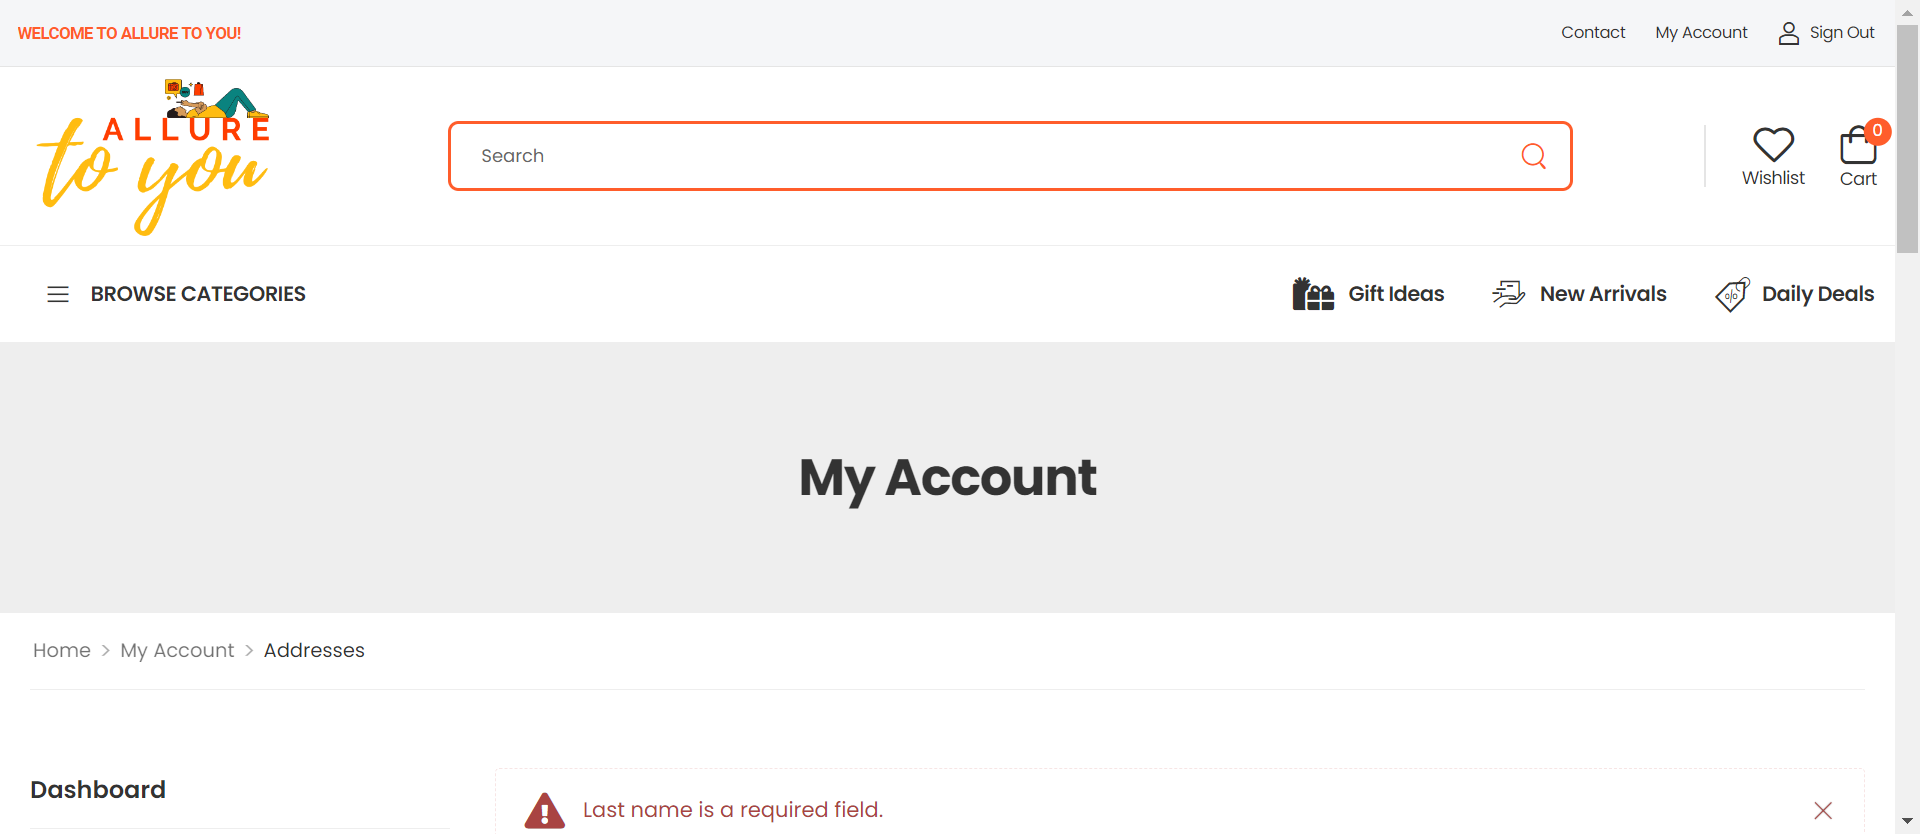 WELCOME TO ALLURE TO YOU!
Contact
My Account
Sign Out
ALLURE
to you
Search
Wishlist
0
Cart
BROWSE CATEGORIES
Gift Ideas
New Arrivals
%
Daily Deals
My Account
Home > My Account > Addresses
Dashboard
Last name is a required field.